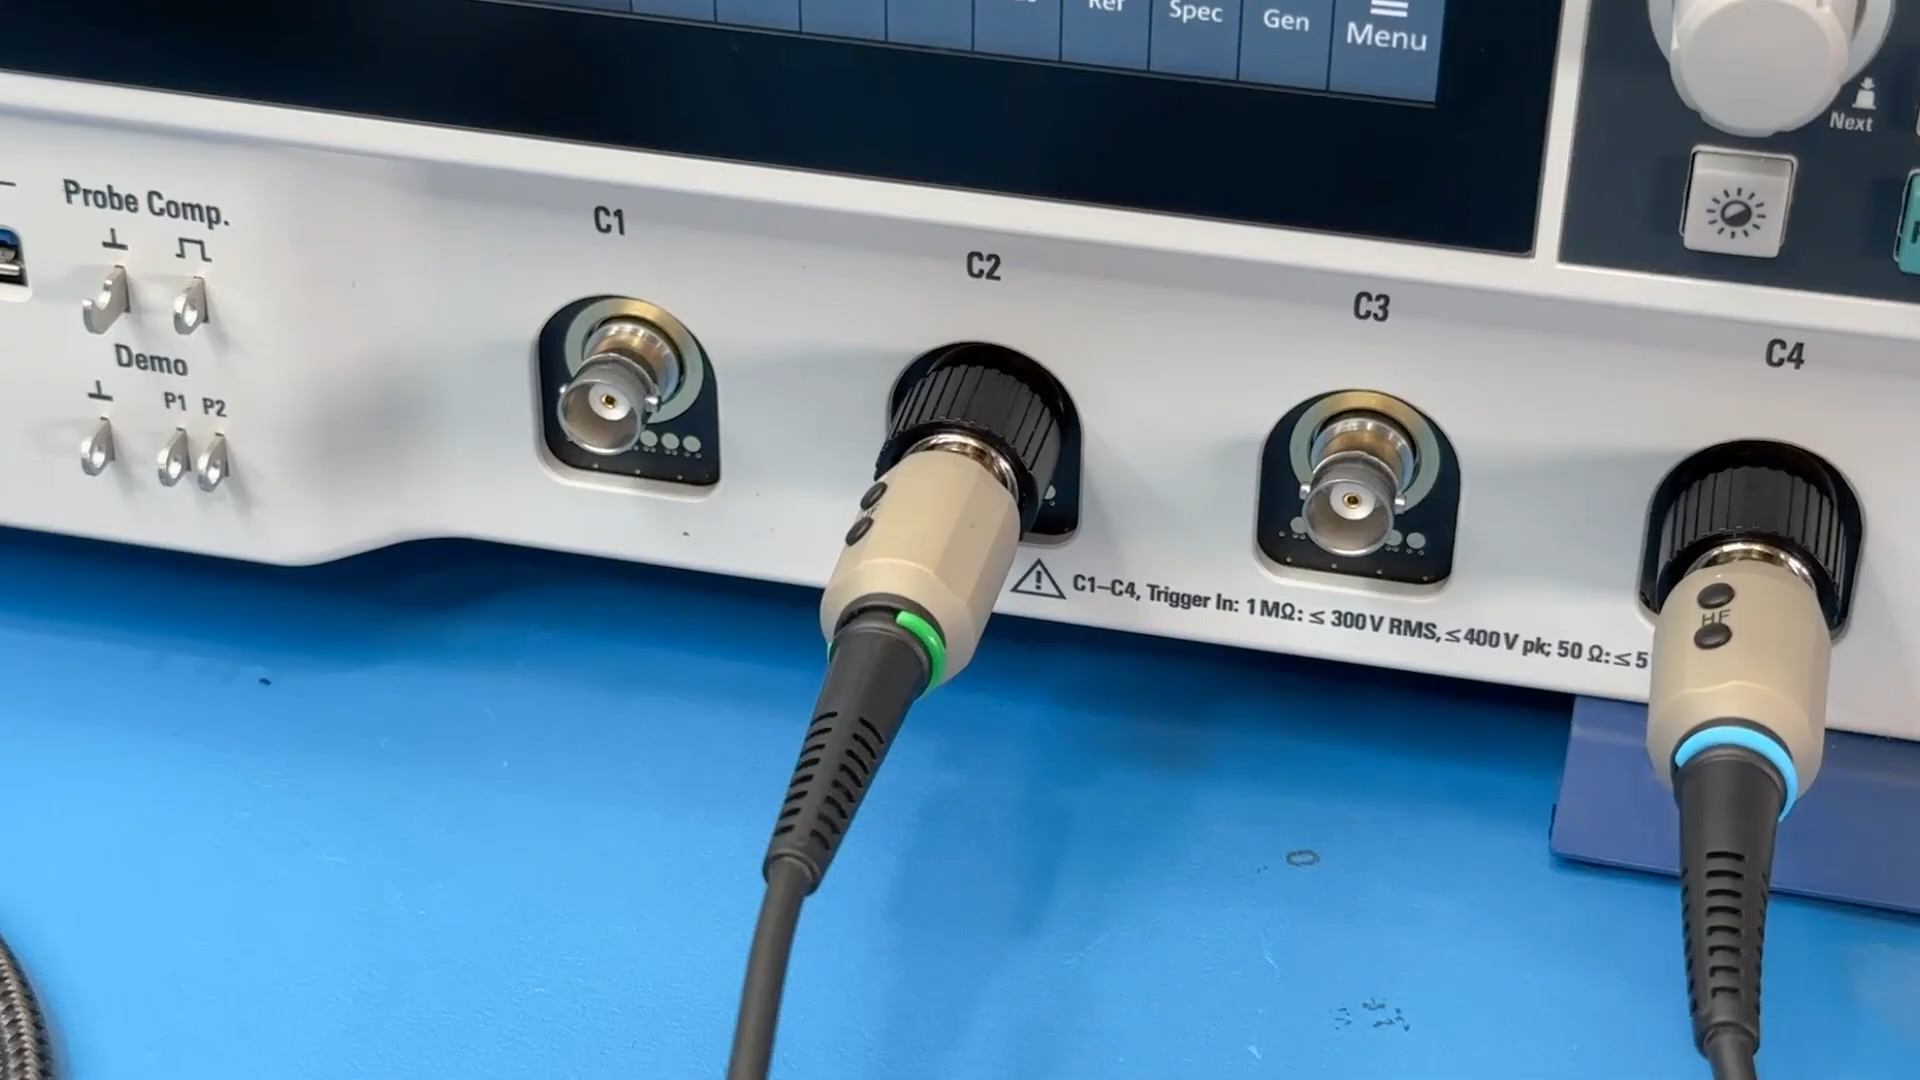 Ref
Spec
Gen
Menu
Next
Probe Comp.
Demo
P1 P2
C1
C2
C3
C4
C1–C4, Trigger In: 1 MΩ: ≤ 300 V RMS, ≤ 400 V pk; 50 Ω: ≤ 5
HF